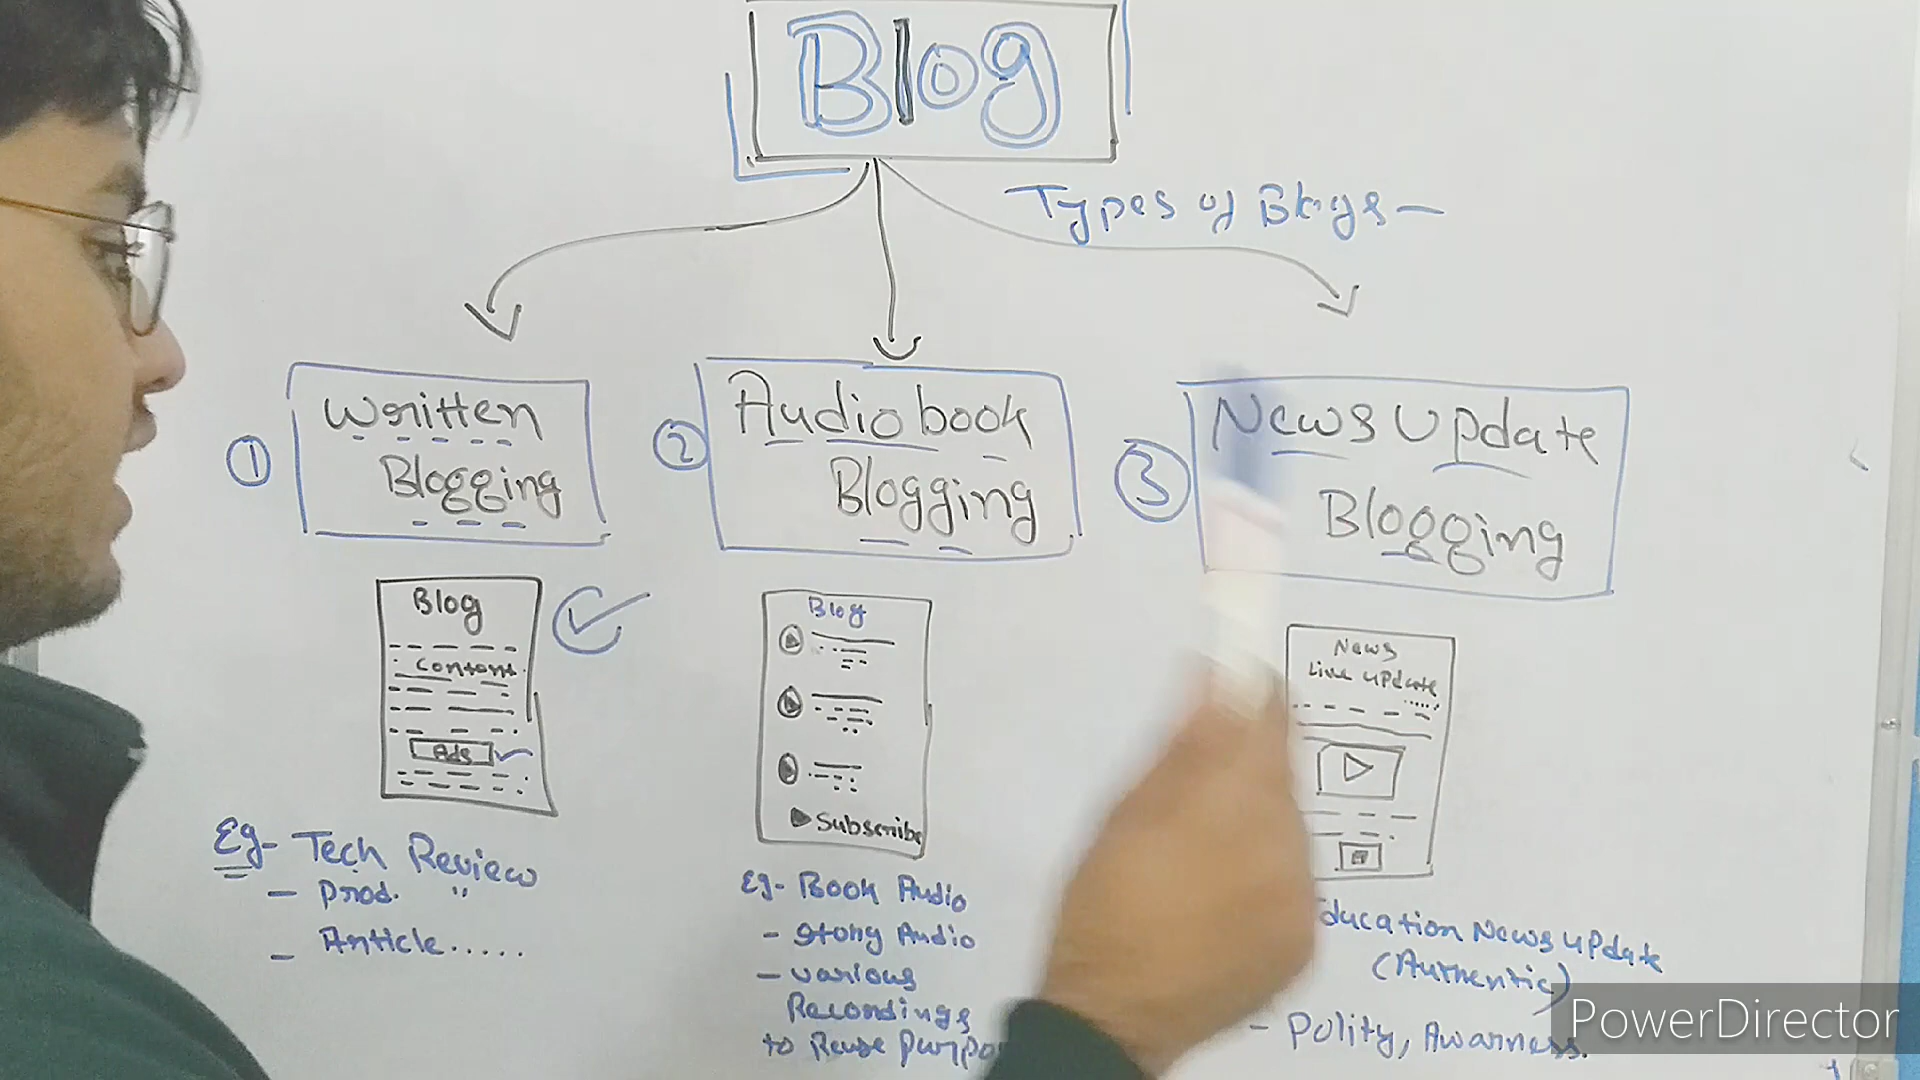 Blog
Types of Blogs -
① Written
Blogging
② Audio book
Blogging
③ News Update
Blogging
Blog
Content
Ads
Blog
Subscribe
News
Live update
Eg- Tech Review
- Prod. "
- Article.....
Eg- Book Audio
- Story Audio
- various
Recordings
to Reuse
Education News update
(Authentic)
- Polity, Awarness.
PowerDirector